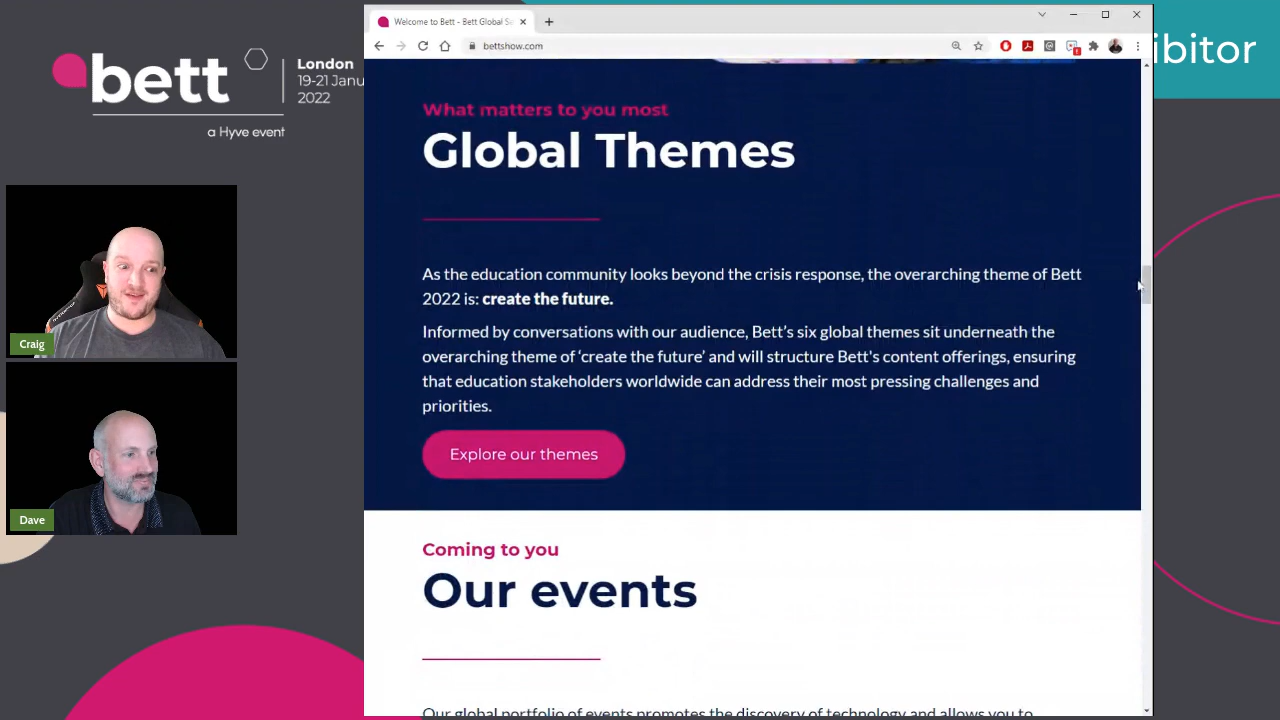 bett
London
19-21 Janu
2022
a Hyve event
ibitor
Craig
Dave
Welcome to Bett - Bett Global Se
bettshow.com
What matters to you most
Global Themes
As the education community looks beyond the crisis response, the overarching theme of Bett
2022 is: create the future.
Informed by conversations with our audience, Bett's six global themes sit underneath the
overarching theme of 'create the future' and will structure Bett's content offerings, ensuring
that education stakeholders worldwide can address their most pressing challenges and
priorities.
Explore our themes
Coming to you
Our events
Our global portfolio of events promotes the discovery of technology and allows you to